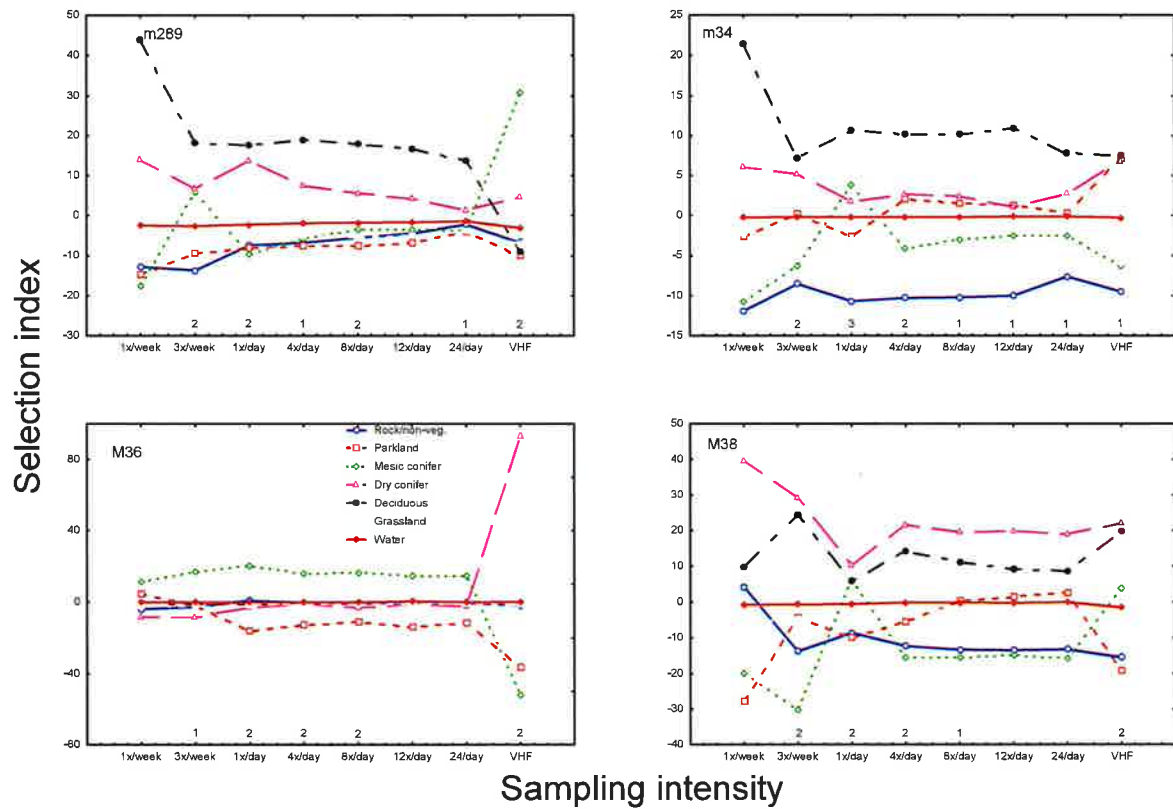 Selection index
m289
50
40
30
20
10
0
-10
-20
-30
2 2 1 2 1 2
1x/week 3x/week 1x/day 4x/day 8x/day 12x/day 24/day VHF
m34
25
20
15
10
5
0
-5
-10
-15
2 3 2 1 1 1 1
1x/week 3x/week 1x/day 4x/day 8x/day 12x/day 24/day VHF
M36
80
40
0
-40
-80
Rock/non-veg.
Parkland
Mesic conifer
Dry conifer
Deciduous
Grassland
Water
1 2 2 2 2
1x/week 3x/week 1x/day 4x/day 8x/day 12x/day 24/day VHF
M38
50
40
30
20
10
0
-10
-20
-30
-40
2 2 2 1 2
1x/week 3x/week 1x/day 4x/day 8x/day 12x/day 24x/day VHF
Sampling intensity